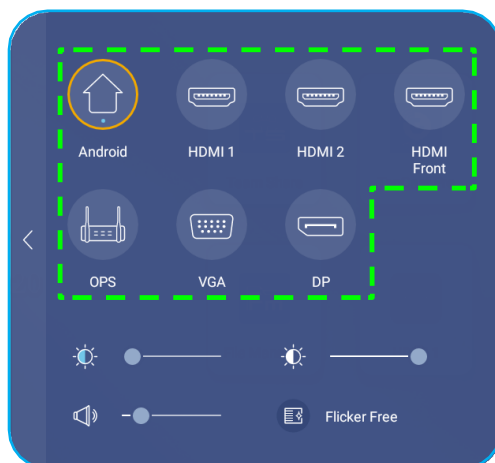 Android
HDMI 1
HDMI 2
HDMI
Front
OPS
VGA
DP
Flicker Free